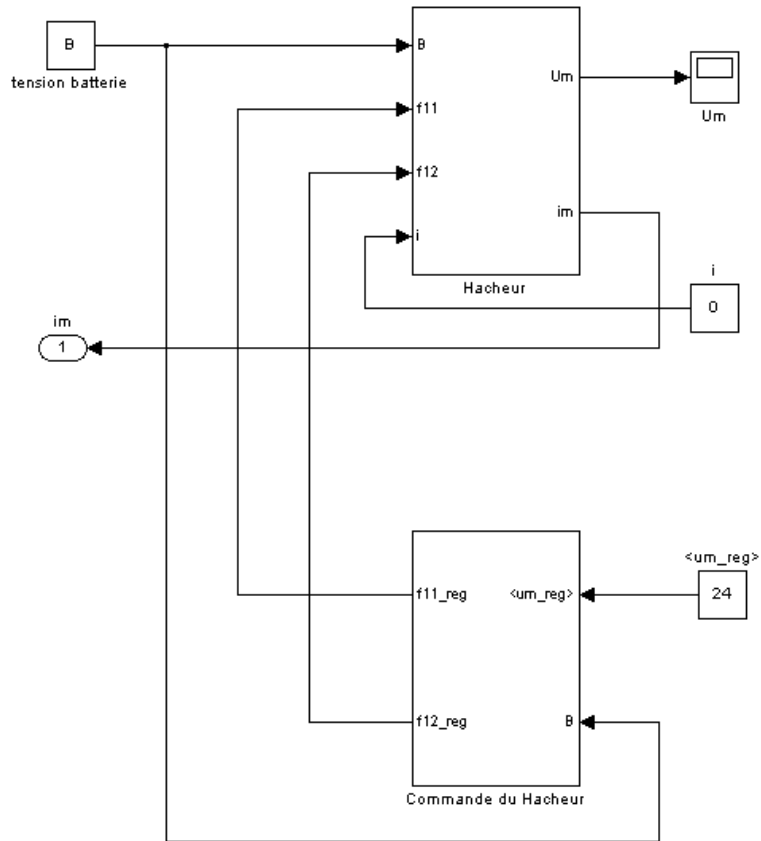 B
tension batterie
B
f11
f12
i
Um
im
Hacheur
Um
i
0
im
1
<um_reg>
24
f11_reg
<um_reg>
f12_reg
B
Commande du Hacheur